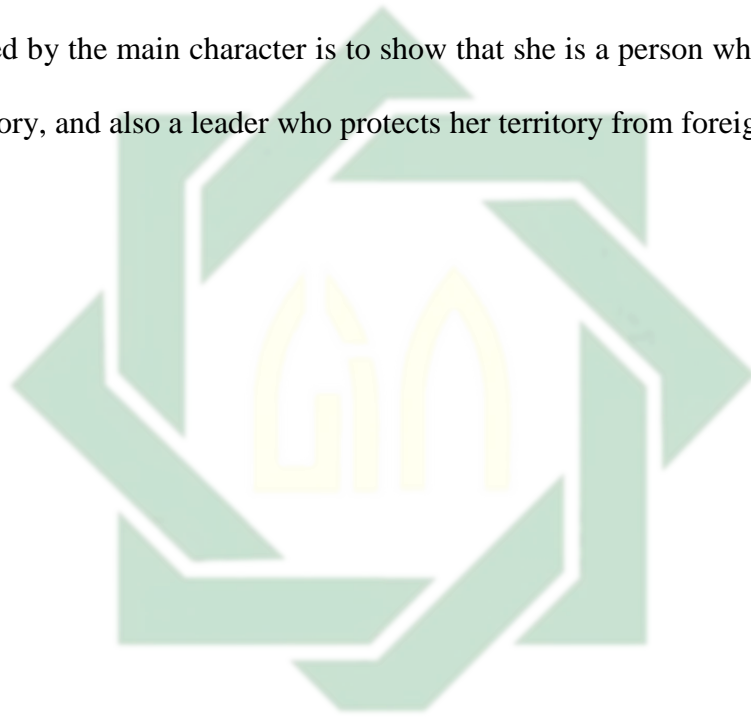 ed by the main character is to show that she is a person wh
ory, and also a leader who protects her territory from foreig
UIN